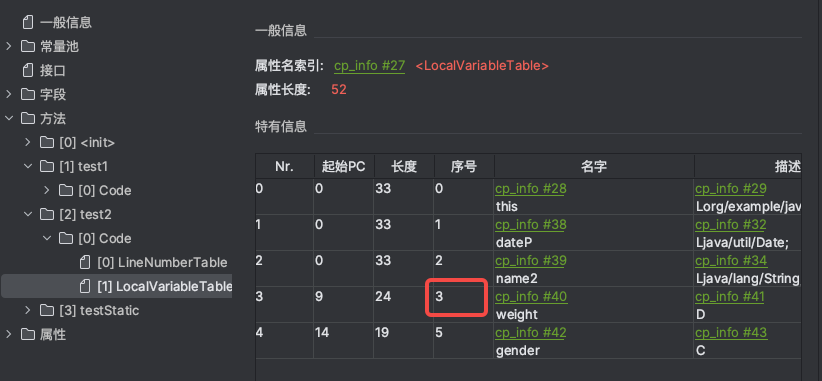 一般信息
常量池
接口
字段
方法
[0] <init>
[1] test1
[0] Code
[2] test2
[0] Code
[0] LineNumberTable
[1] LocalVariableTable
[3] testStatic
属性
一般信息
属性名索引: cp_info #27 <LocalVariableTable>
属性长度: 52
特有信息
Nr. 起始PC 长度 序号 名字 描述
0 0 33 0 cp_info #28 cp_info #29
this Lorg/example/jav
1 0 33 1 cp_info #38 cp_info #32
dateP Ljava/util/Date;
2 0 33 2 cp_info #39 cp_info #34
name2 Ljava/lang/String
3 9 24 3 cp_info #40 cp_info #41
weight D
4 14 19 5 cp_info #42 cp_info #43
gender C